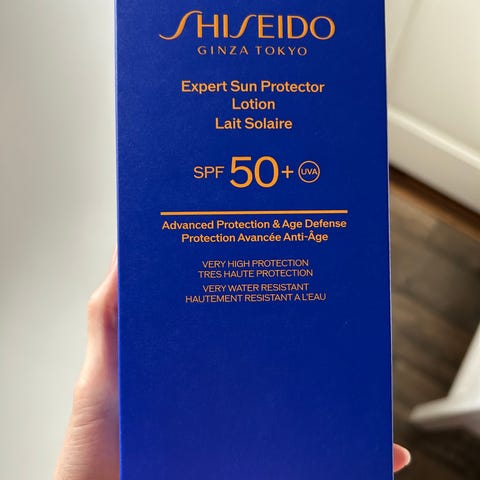 SHISEIDO
GINZA TOKYO
Expert Sun Protector
Lotion
Lait Solaire
SPF 50+ UVA
Advanced Protection & Age Defense
Protection Avancée Anti-Âge
VERY HIGH PROTECTION
TRES HAUTE PROTECTION
VERY WATER RESISTANT
HAUTEMENT RESISTANT A L'EAU